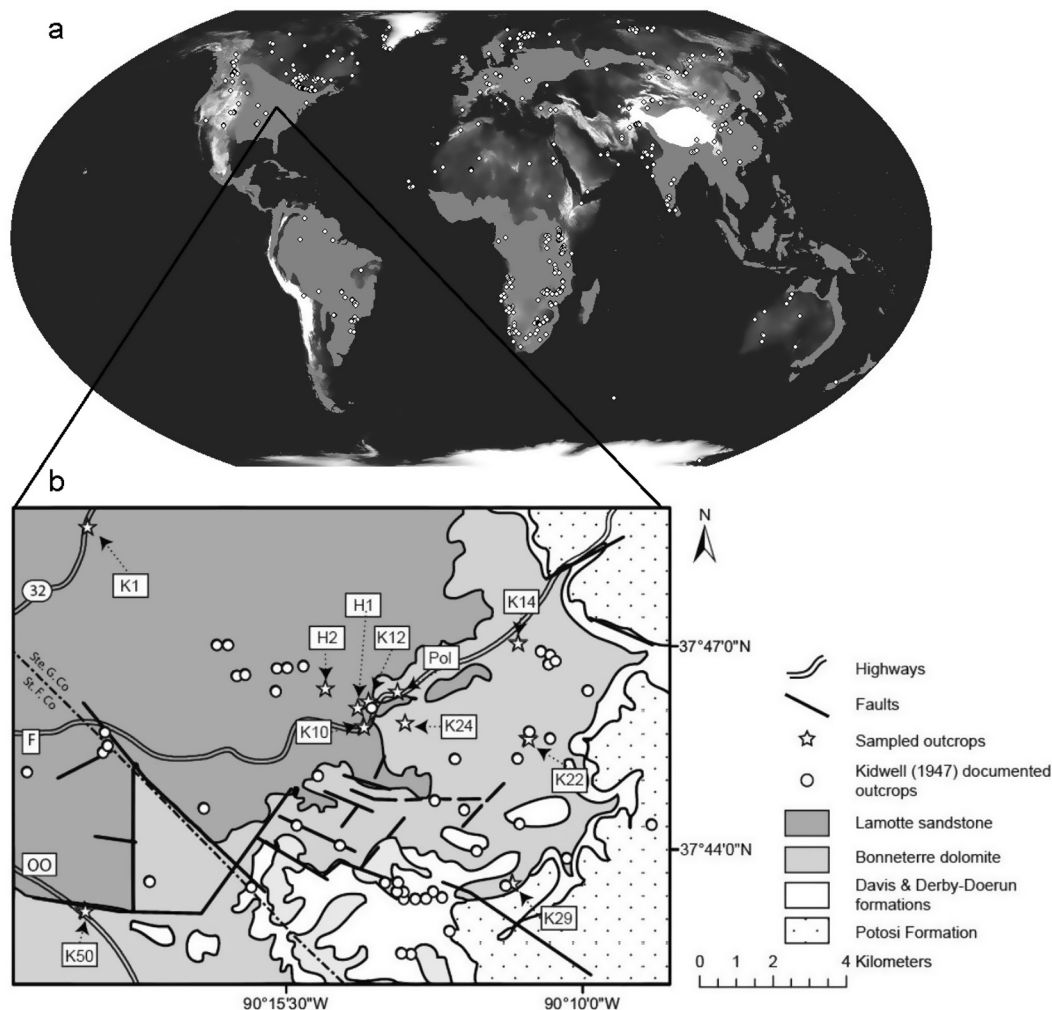 a
b
N
K1
32
H1
K14
H2
K12
Pol
37°47'0"N
Ste. G. Co
St. F. Co
K10
K24
F
K22
OO
37°44'0"N
K29
K50
90°15'30"W
90°10'0"W
Highways
Faults
Sampled outcrops
Kidwell (1947) documented
outcrops
Lamotte sandstone
Bonneterre dolomite
Davis & Derby-Doerun
formations
Potosi Formation
Kilometers
0 1 2 4